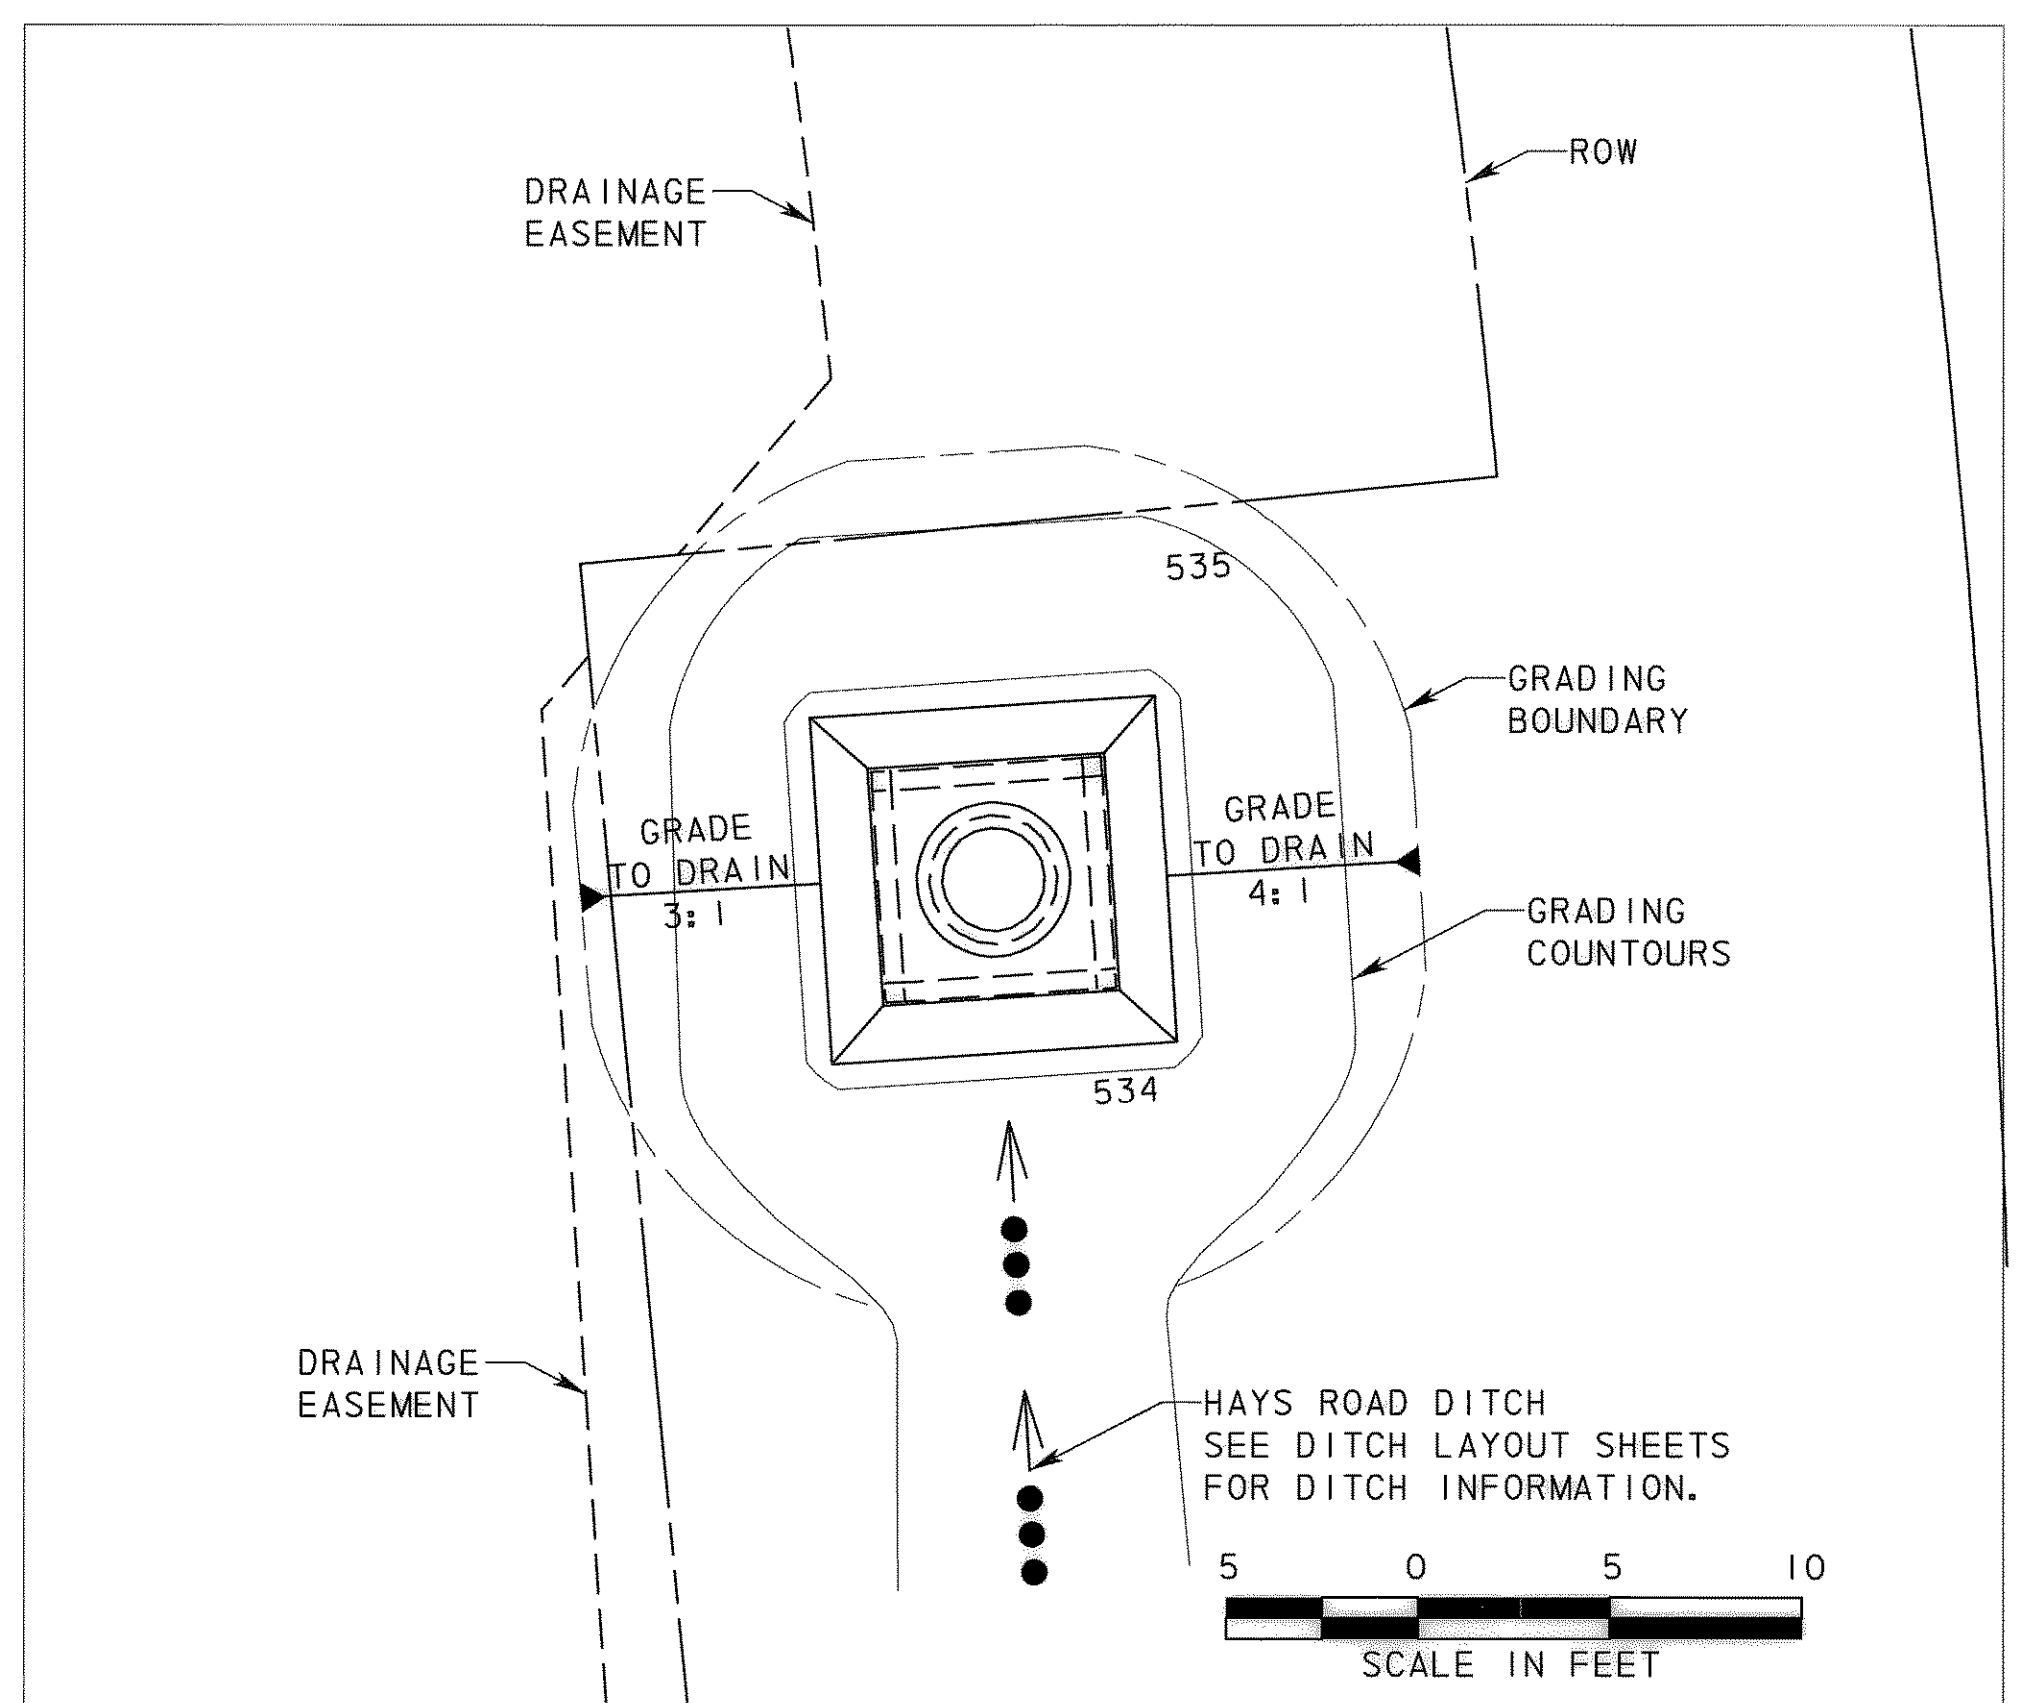 ROW
DRAINAGE
EASEMENT
535
GRADING
BOUNDARY
GRADE
TO DRAIN
3:1
GRADE
TO DRAIN
4:1
GRADING
COUNTOURS
534
DRAINAGE
EASEMENT
HAYS ROAD DITCH
SEE DITCH LAYOUT SHEETS
FOR DITCH INFORMATION.
5 0 5 10
SCALE IN FEET